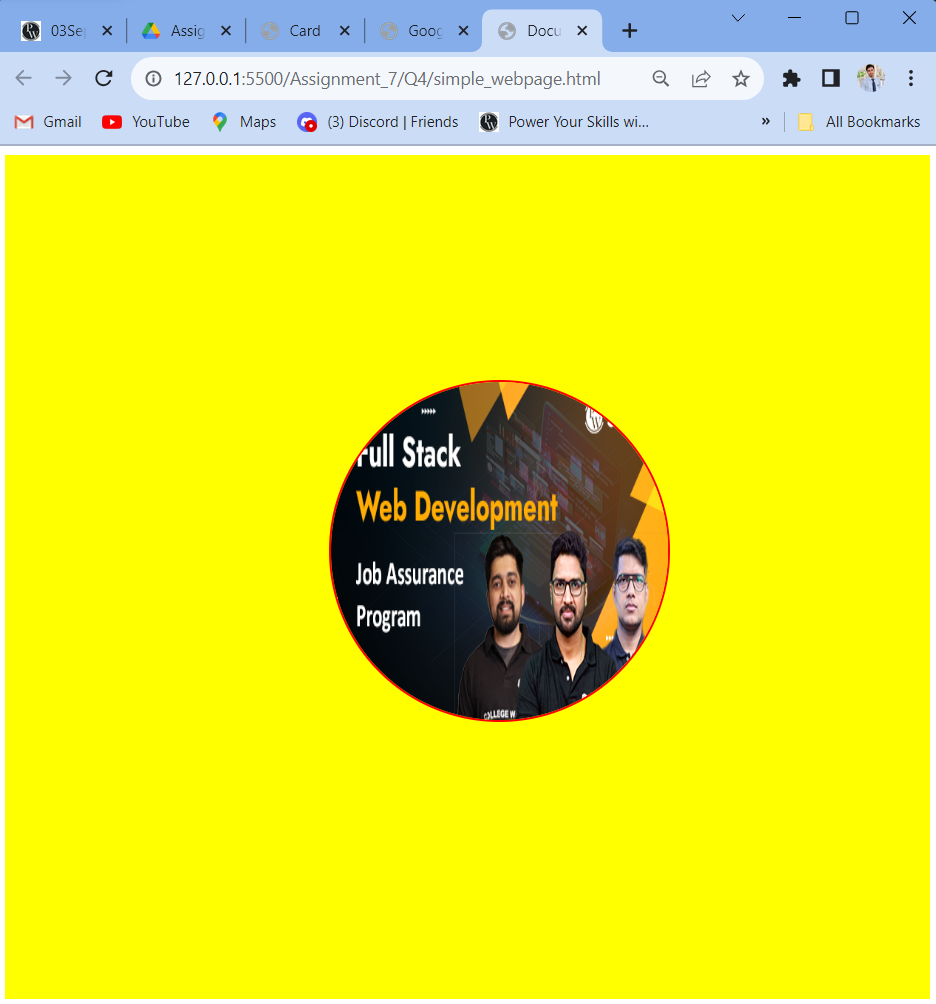 03Sep
Assig
Card
Goog
Docu
127.0.0.1:5500/Assignment_7/Q4/simple_webpage.html
Gmail
YouTube
Maps
(3) Discord | Friends
Power Your Skills wi...
»
All Bookmarks
Full Stack
Web Development
Job Assurance
Program
COLLEGE W